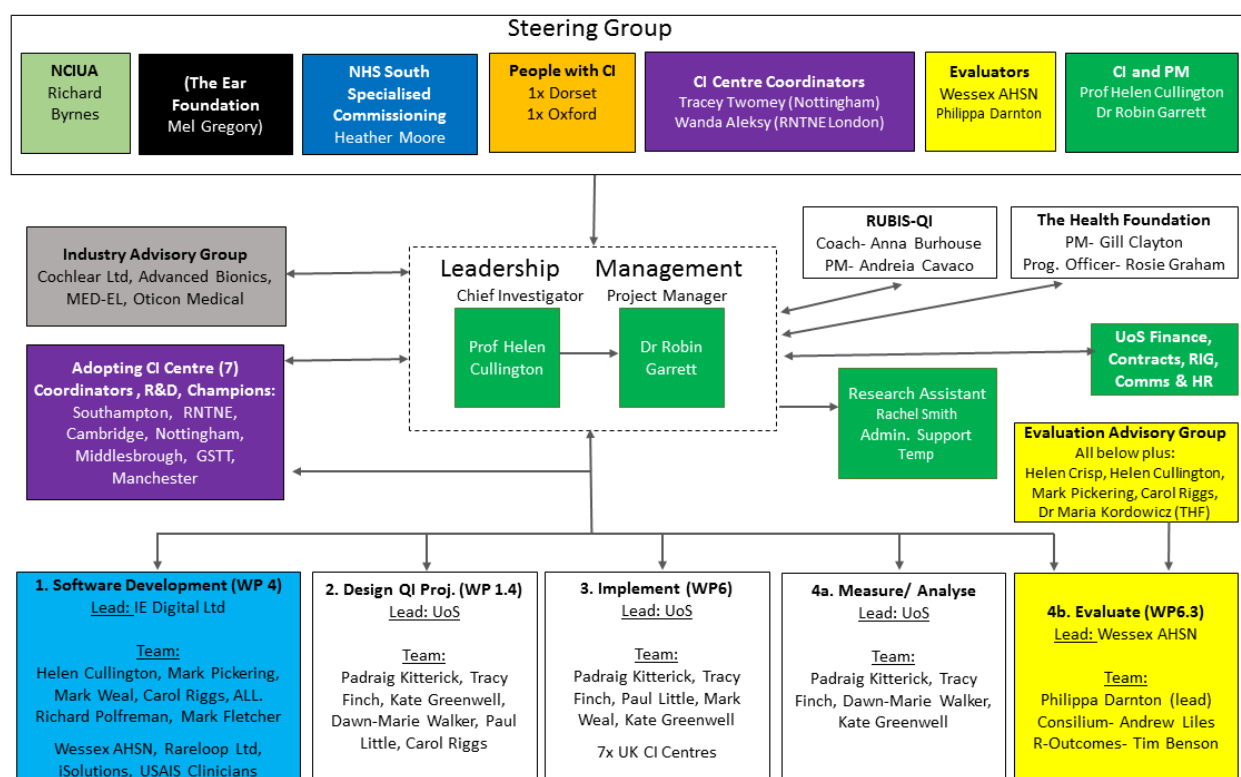 Steering Group
NCIUA
Richard
Byrnes
(The Ear
Foundation
Mel Gregory)
NHS South
Specialised
Commissioning
Heather Moore
People with CI
1x Dorset
1x Oxford
CI Centre Coordinators
Tracey Twomey (Nottingham)
Wanda Aleksy (RNTNE London)
Evaluators
Wessex AHSN
Philippa Darnton
CI and PM
Prof Helen Cullington
Dr Robin Garrett
Industry Advisory Group
Cochlear Ltd, Advanced Bionics,
MED-EL, Oticon Medical
Leadership
Management
Chief Investigator
Project Manager
Prof Helen
Cullington
Dr Robin
Garrett
RUBIS-QI
Coach- Anna Burhouse
PM- Andreia Cavaco
The Health Foundation
PM- Gill Clayton
Prog. Officer- Rosie Graham
Adopting CI Centre (7)
Coordinators , R&D, Champions:
Southampton, RNTNE,
Cambridge, Nottingham,
Middlesbrough, GSTT,
Manchester
UoS Finance,
Contracts, RIG,
Comms & HR
Research Assistant
Rachel Smith
Admin. Support
Temp
Evaluation Advisory Group
All below plus:
Helen Crisp, Helen Cullington,
Mark Pickering, Carol Riggs,
Dr Maria Kordowicz (THF)
1. Software Development (WP 4)
Lead: IE Digital Ltd
Team:
Helen Cullington, Mark Pickering,
Mark Weal, Carol Riggs, ALL.
Richard Polfreman, Mark Fletcher
Wessex AHSN, Rareloop Ltd,
iSolutions, USAIS Clinicians
2. Design QI Proj. (WP 1.4)
Lead: UoS
Team:
Padraig Kitterick, Tracy
Finch, Kate Greenwell,
Dawn-Marie Walker, Paul
Little, Carol Riggs
3. Implement (WP6)
Lead: UoS
Team:
Padraig Kitterick, Tracy
Finch, Paul Little, Mark
Weal, Kate Greenwell
7x UK CI Centres
4a. Measure/ Analyse
Lead: UoS
Team:
Padraig Kitterick, Tracy
Finch, Dawn-Marie Walker,
Kate Greenwell
4b. Evaluate (WP6.3)
Lead: Wessex AHSN
Team:
Philippa Darnton (lead)
Consilium- Andrew Liles
R-Outcomes- Tim Benson